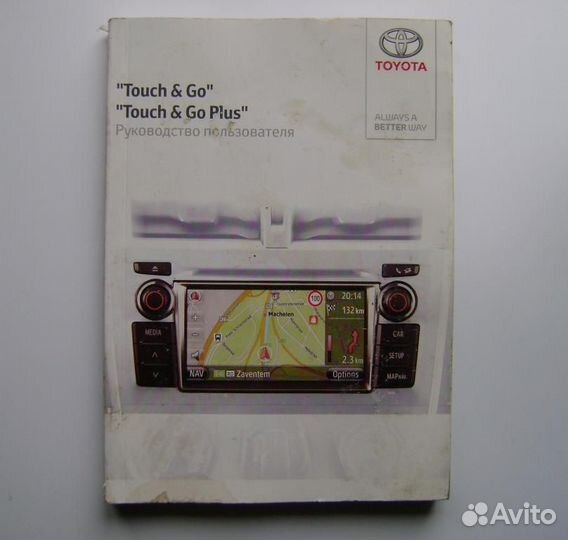 "Touch & Go"
"Touch & Go Plus"
Руководство пользователя
TOYOTA
ALWAYS A
BETTER WAY
MEDIA
100
20:14
132 km
Machelen
2.3 km
NAV
Zaventem
Options
CAR
SETUP
MAP
Avito